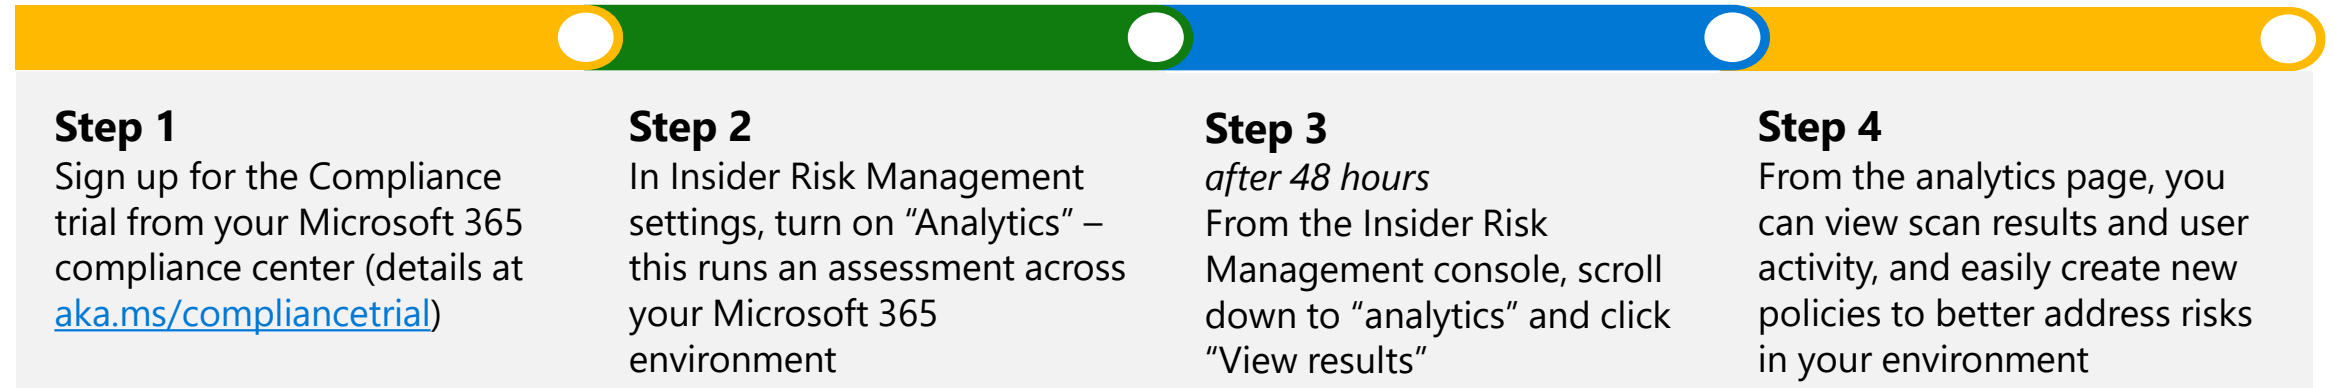 Step 1
Sign up for the Compliance
trial from your Microsoft 365
compliance center (details at
aka.ms/compliancetrial)
Step 2
In Insider Risk Management
settings, turn on “Analytics” –
this runs an assessment across
your Microsoft 365
environment
Step 3
after 48 hours
From the Insider Risk
Management console, scroll
down to “analytics” and click
“View results”
Step 4
From the analytics page, you
can view scan results and user
activity, and easily create new
policies to better address risks
in your environment